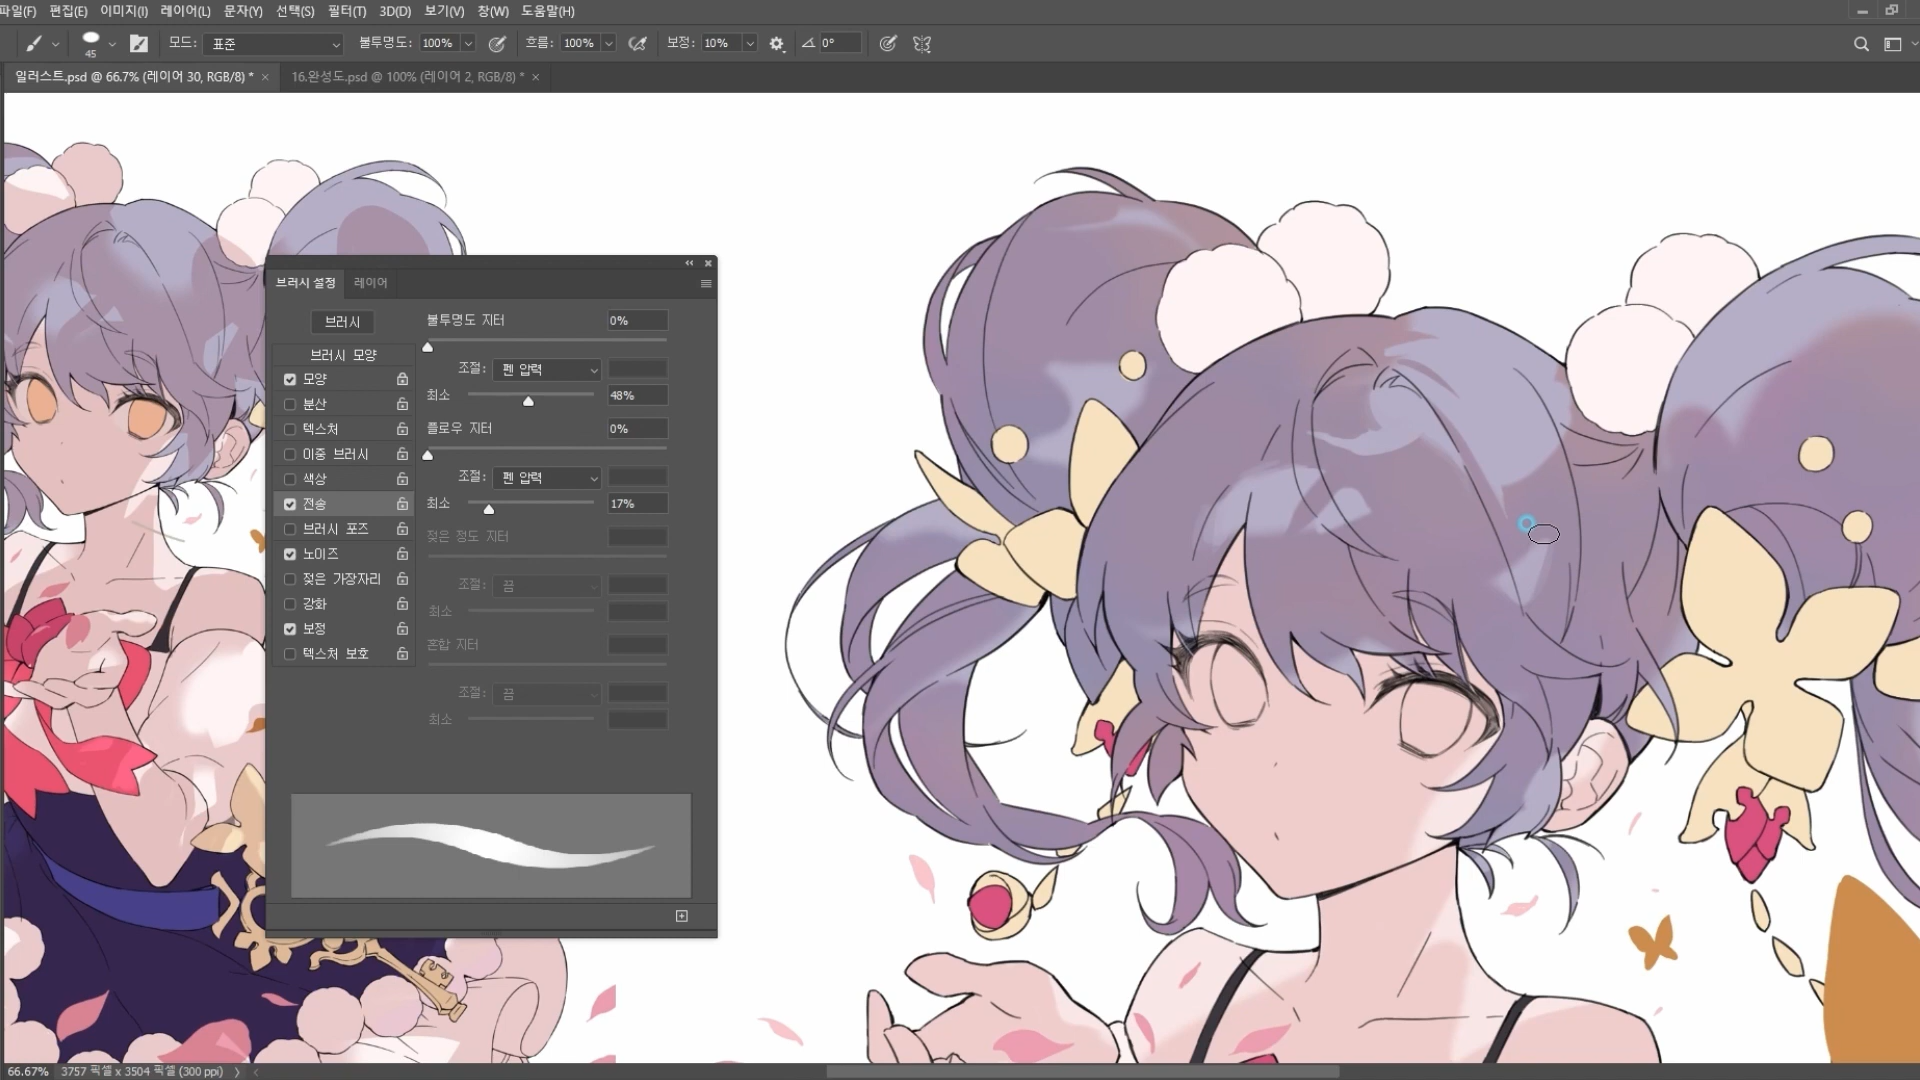 파일(F) 편집(E) 이미지(I) 레이어(L) 문자(Y) 선택(S) 필터(T) 3D(D) 보기(V) 창(W) 도움말(H)
45 모드: 표준 불투명도: 100% 흐름: 100% 보정: 10% 0°
일러스트.psd @ 66.7% (레이어 30, RGB/8) * × 16.완성도.psd @ 100% (레이어 2, RGB/8) * ×
브러시 설정 레이어
브러시
브러시 모양
모양
분산
텍스처
이중 브러시
색상
전송
브러시 포즈
노이즈
젖은 가장자리
강화
보정
텍스처 보호
불투명도 지터 0%
조절: 펜 압력
최소 48%
플로우 지터 0%
조절: 펜 압력
최소 17%
젖은 정도 지터
조절: 끔
최소
혼합 지터
조절: 끔
최소
66.67% 3757 픽셀 x 3504 픽셀 (300 ppi)